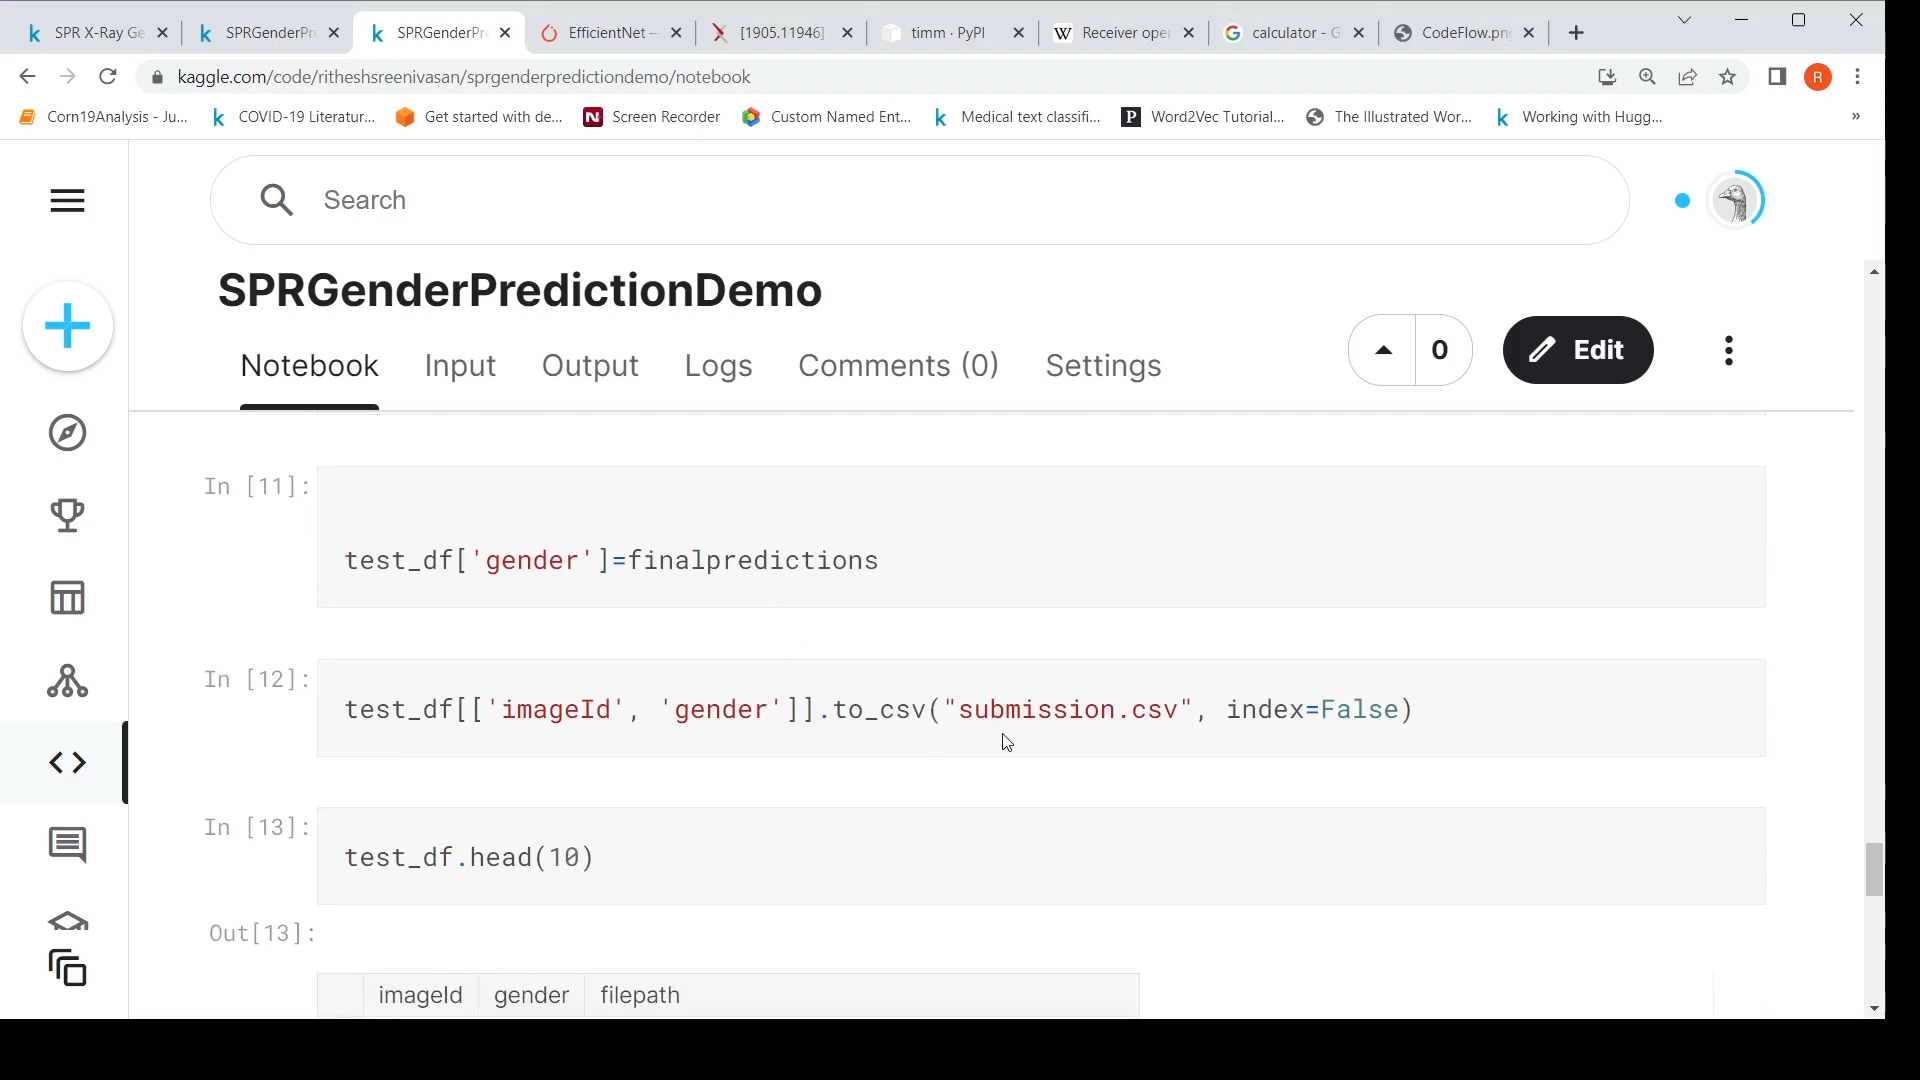 SPR X-Ray Ge
SPRGenderPr
SPRGenderPr
EfficientNet –
[1905.11946]
timm · PyPI
Receiver oper
calculator - G
CodeFlow.png
kaggle.com/code/ritheshsreenivasan/sprgenderpredictiondemo/notebook
R
Corn19Analysis - Ju...
COVID-19 Literatur...
Get started with de...
Screen Recorder
Custom Named Ent...
Medical text classifi...
Word2Vec Tutorial...
The Illustrated Wor...
Working with Hugg...
»
Search
SPRGenderPredictionDemo
Notebook Input Output Logs Comments (0) Settings
0
Edit
In [11]:
test_df['gender']=finalpredictions
In [12]:
test_df[['imageId', 'gender']].to_csv("submission.csv", index=False)
In [13]:
test_df.head(10)
Out[13]:
imageId gender filepath